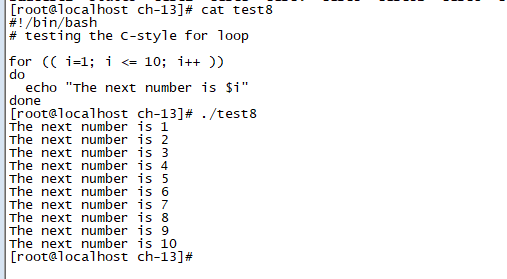 [root@localhost ch-13]# cat test8
#!/bin/bash
# testing the C-style for loop
for (( i=1; i <= 10; i++ ))
do
  echo "The next number is $i"
done
[root@localhost ch-13]# ./test8
The next number is 1
The next number is 2
The next number is 3
The next number is 4
The next number is 5
The next number is 6
The next number is 7
The next number is 8
The next number is 9
The next number is 10
[root@localhost ch-13]#